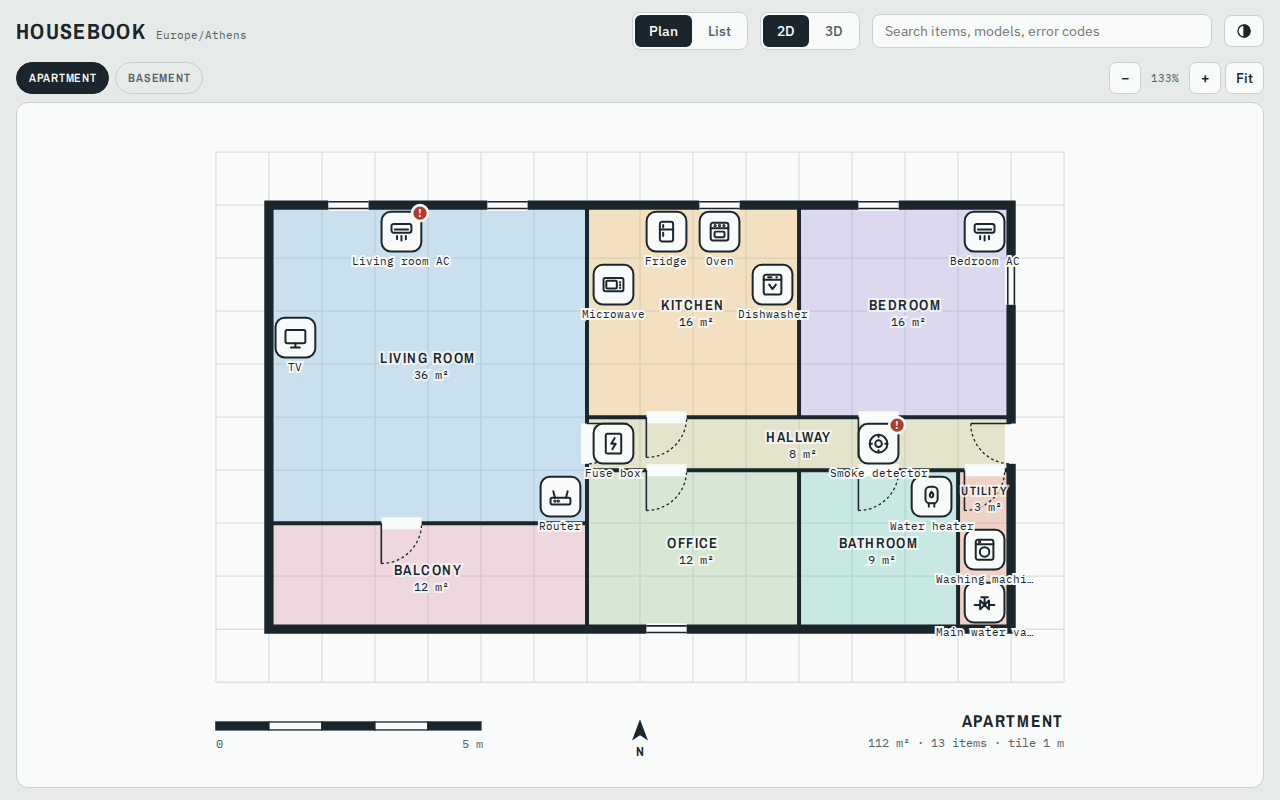 HOUSEBOOK Europe/Athens
Plan List
2D 3D
Search items, models, error codes
APARTMENT BASEMENT
− 133% + Fit
!
Living room AC
Fridge
Oven
Bedroom AC
Microwave
KITCHEN
16 m²
Dishwasher
BEDROOM
16 m²
TV
LIVING ROOM
36 m²
HALLWAY
8 m²
!
Fuse box
Smoke detector
UTILITY
3 m²
Router
Water heater
OFFICE
12 m²
BATHROOM
9 m²
BALCONY
12 m²
Washing machi…
Main water va…
0 5 m
N
APARTMENT
112 m² · 13 items · tile 1 m